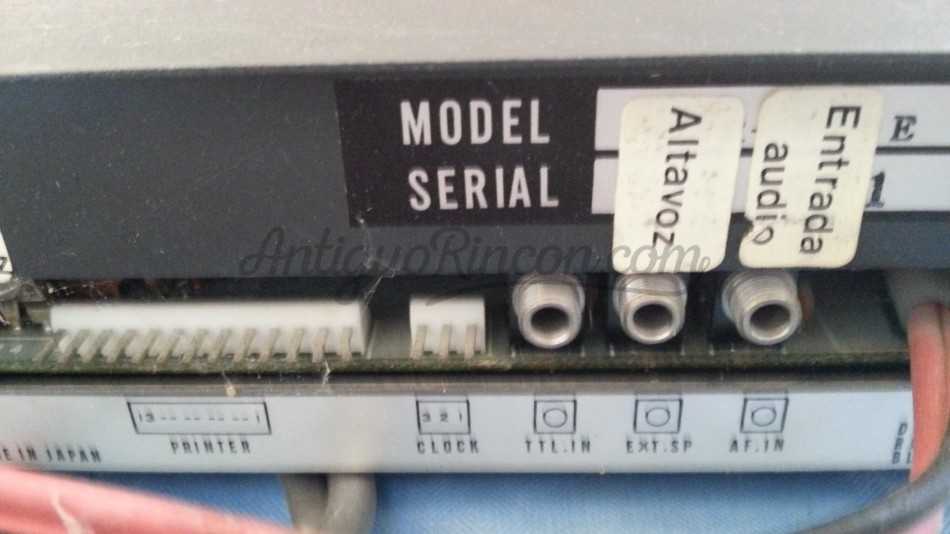 MODEL
E
SERIAL
1
Altavoz
Entrada
audio
AntiguoRincon.com
7
13 1
3 2 1
PRINTER
CLOCK
TTL.IN
EXT.SP
AF.IN
IN JAPAN